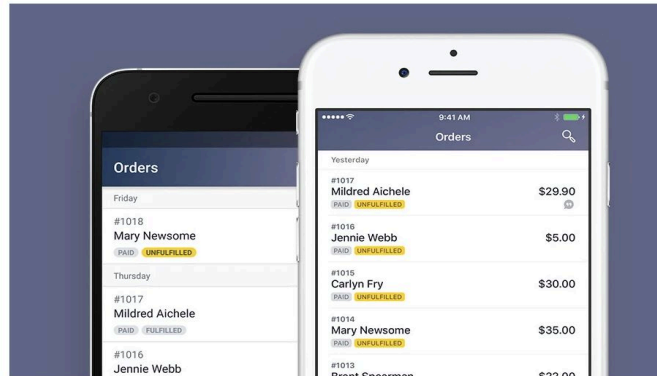 Orders
Friday
#1018
Mary Newsome
PAID UNFULFILLED
Thursday
#1017
Mildred Aichele
PAID FULFILLED
#1016
Jennie Webb
9:41 AM
Orders
Yesterday
#1017
Mildred Aichele $29.90
PAID UNFULFILLED
#1016
Jennie Webb $5.00
PAID UNFULFILLED
#1015
Carlyn Fry $30.00
PAID UNFULFILLED
#1014
Mary Newsome $35.00
PAID UNFULFILLED
#1013
Brent Spearman